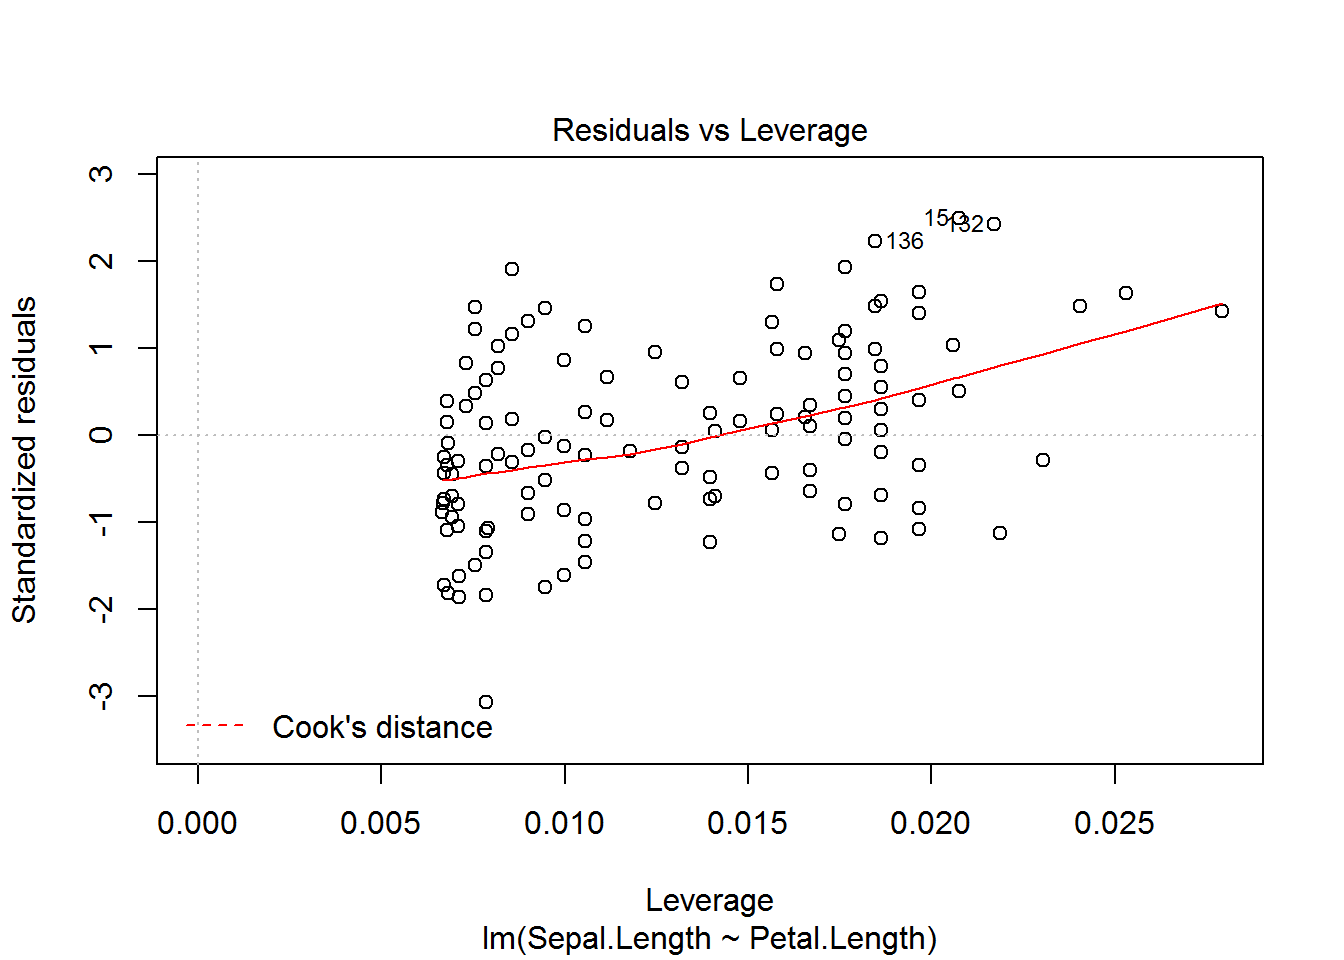 Residuals vs Leverage
Standardized residuals
3
2
1
0
-1
-2
-3
15
132
136
Cook's distance
0.000 0.005 0.010 0.015 0.020 0.025
Leverage
lm(Sepal.Length ~ Petal.Length)